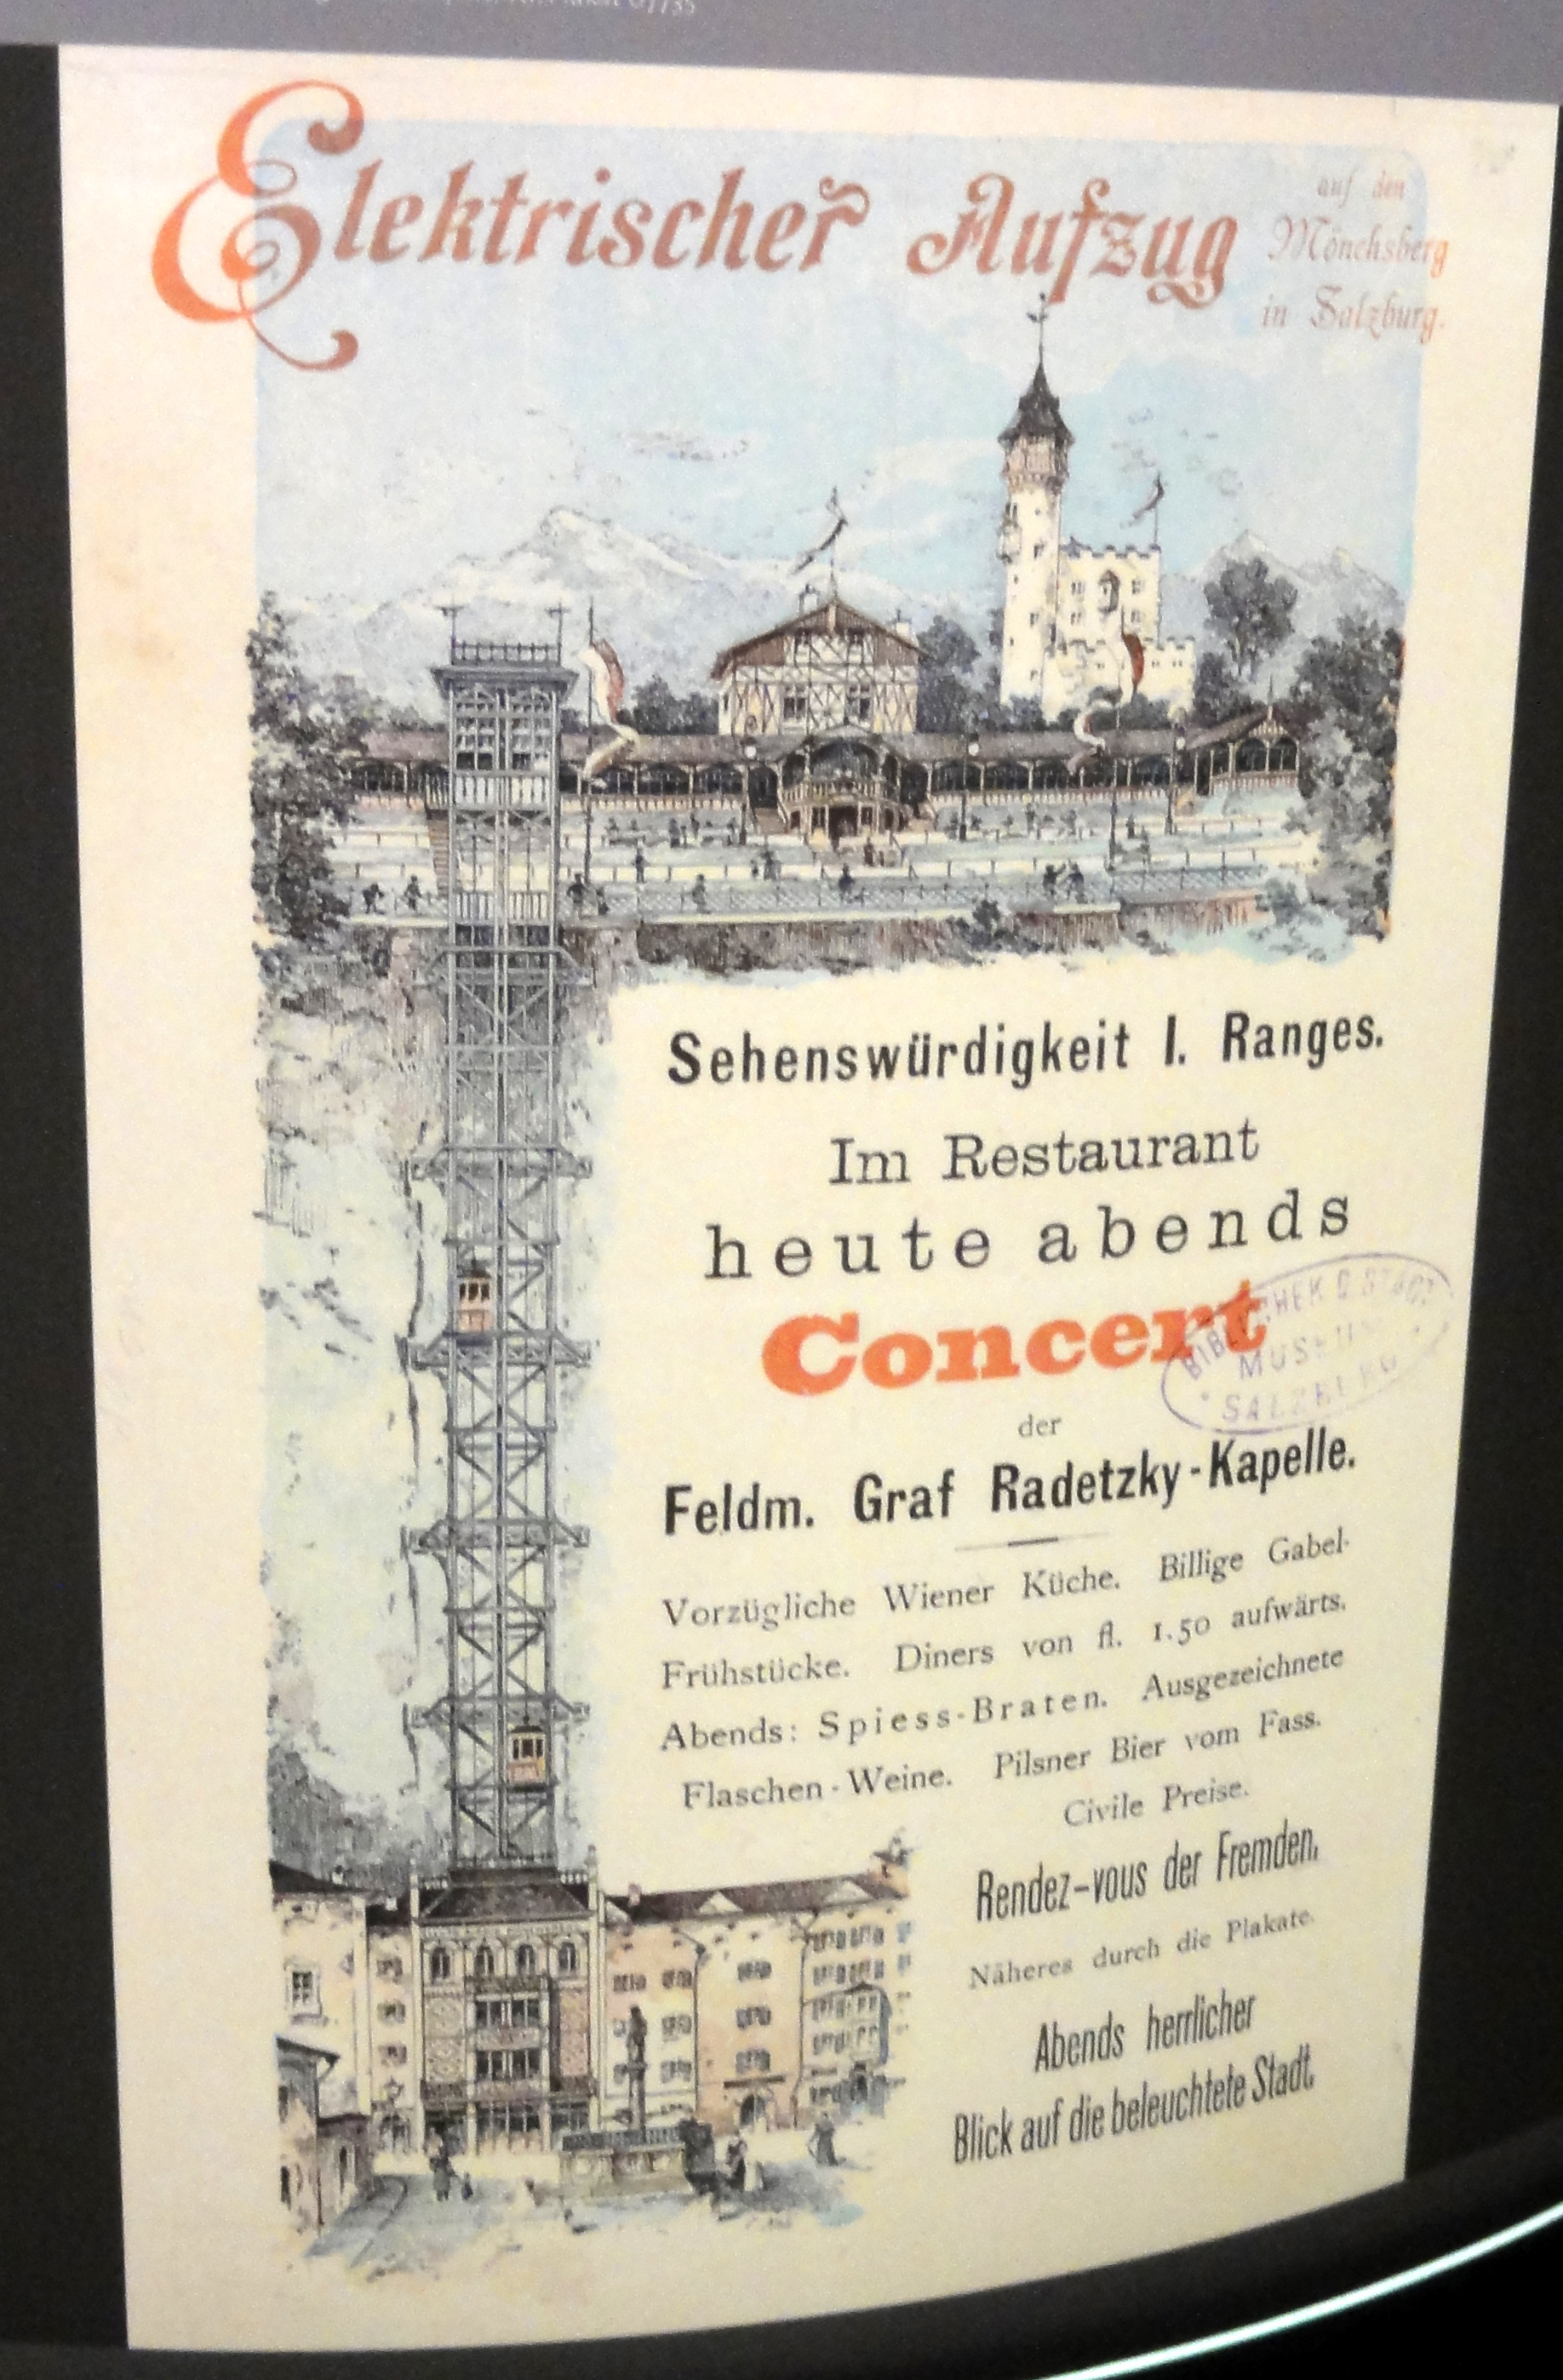 Elektrischer Aufzug
auf den
Mönchsberg
in Salzburg.
Sehenswürdigkeit I. Ranges.
Im Restaurant
heute abends
Concert
der
Feldm. Graf Radetzky-Kapelle.
Vorzügliche Wiener Küche. Billige Gabel-
Frühstücke. Diners von fl. 1.50 aufwärts.
Abends: Spiess-Braten. Ausgezeichnete
Flaschen-Weine. Pilsner Bier vom Fass.
Civile Preise.
Rendez-vous der Fremden.
Näheres durch die Plakate.
Abends herrlicher
Blick auf die beleuchtete Stadt.
MUSEUM
SALZBURG